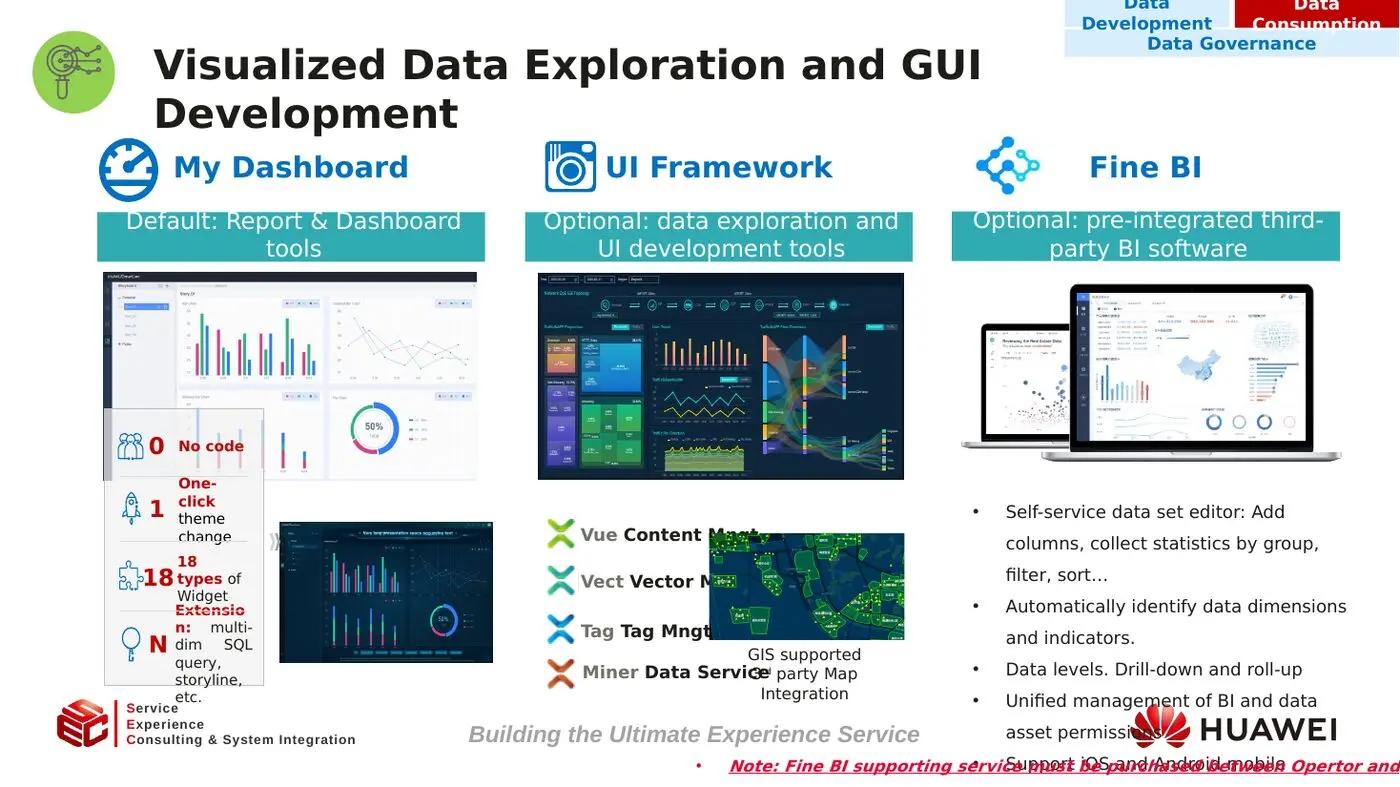 Data
Development
Data
Consumption
Data Governance
Visualized Data Exploration and GUI
Development
My Dashboard
Default: Report & Dashboard
tools
0 No code
1 One-
click
theme
change
18 18
types of
Widget
N Extensio
n: multi-
dim SQL
query,
storyline,
etc.
50%
UI Framework
Optional: data exploration and
UI development tools
Vue Content Mngt
Vect Vector M
Tag Tag Mngt
Miner Data Service
GIS supported
party Map
Integration
Fine BI
Optional: pre-integrated third-
party BI software
• Self-service data set editor: Add
columns, collect statistics by group,
filter, sort…
• Automatically identify data dimensions
and indicators.
• Data levels. Drill-down and roll-up
• Unified management of BI and data
asset permissions
• Support iOS and Android mobile
Service
Experience
Consulting & System Integration
Building the Ultimate Experience Service
HUAWEI
• Note: Fine BI supporting service must be purchased between Opertor and